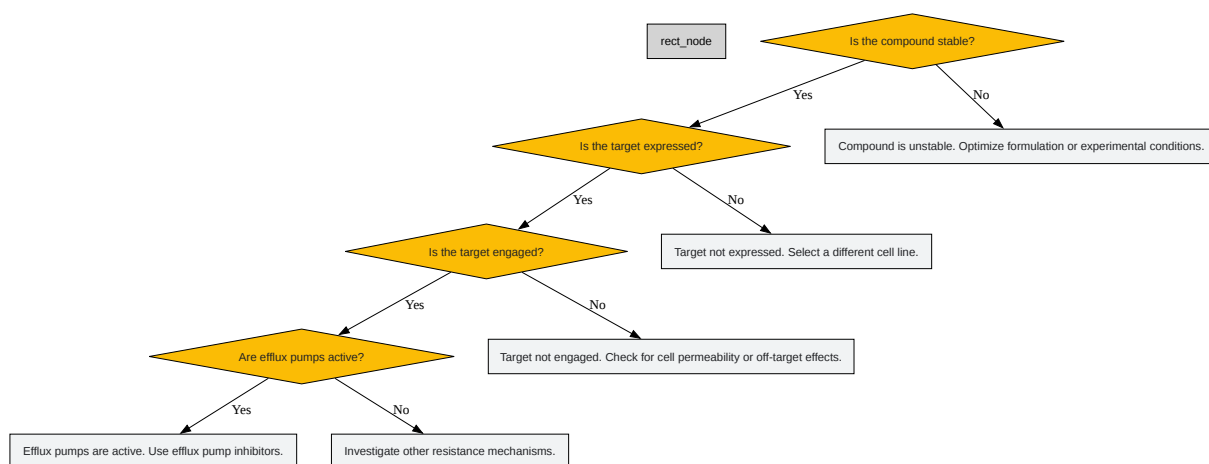 rect_node
Is the compound stable?
Yes
No
Is the target expressed?
Compound is unstable. Optimize formulation or experimental conditions.
Yes
No
Is the target engaged?
Target not expressed. Select a different cell line.
Yes
No
Are efflux pumps active?
Target not engaged. Check for cell permeability or off-target effects.
Yes
No
Efflux pumps are active. Use efflux pump inhibitors.
Investigate other resistance mechanisms.